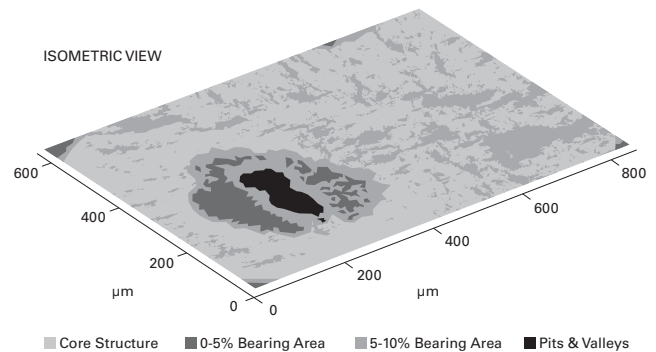 ISOMETRIC VIEW
600
400
200
0
µm
0
200
400
600
800
µm
Core Structure
0-5% Bearing Area
5-10% Bearing Area
Pits & Valleys